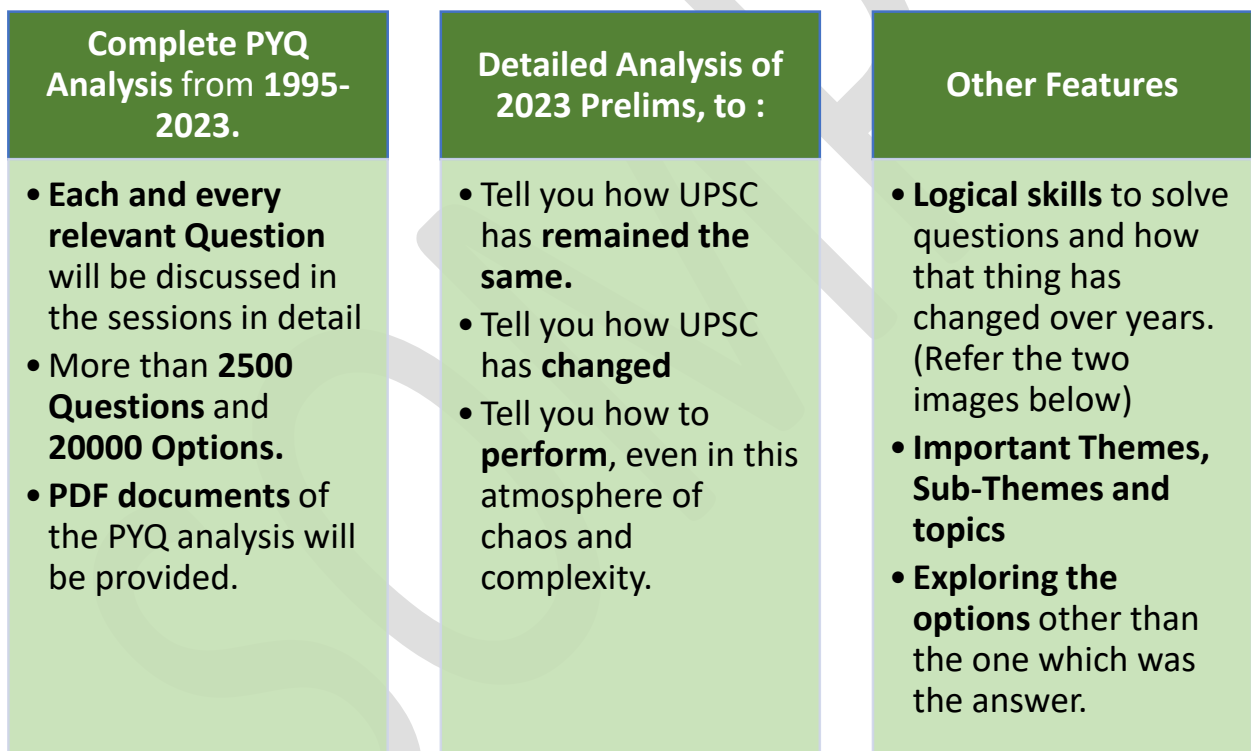 Complete PYQ
Analysis from 1995-
2023.
• Each and every
relevant Question
will be discussed in
the sessions in detail
• More than 2500
Questions and
20000 Options.
• PDF documents of
the PYQ analysis will
be provided.
Detailed Analysis of
2023 Prelims, to :
• Tell you how UPSC
has remained the
same.
• Tell you how UPSC
has changed
• Tell you how to
perform, even in this
atmosphere of
chaos and
complexity.
Other Features
• Logical skills to solve
questions and how
that thing has
changed over years.
(Refer the two
images below)
• Important Themes,
Sub-Themes and
topics
• Exploring the
options other than
the one which was
the answer.